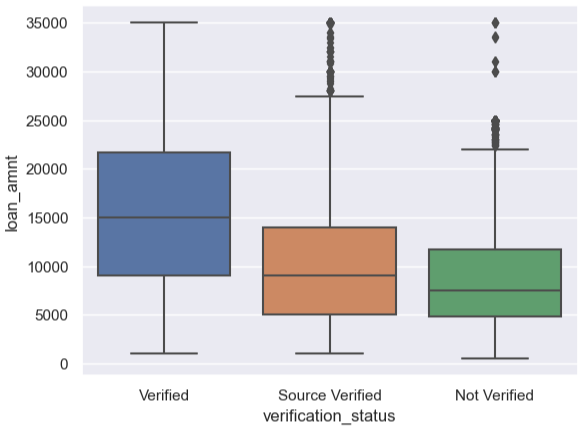 35000
30000
25000
20000
15000
10000
5000
0
loan_amnt
Verified
Source Verified
Not Verified
verification_status